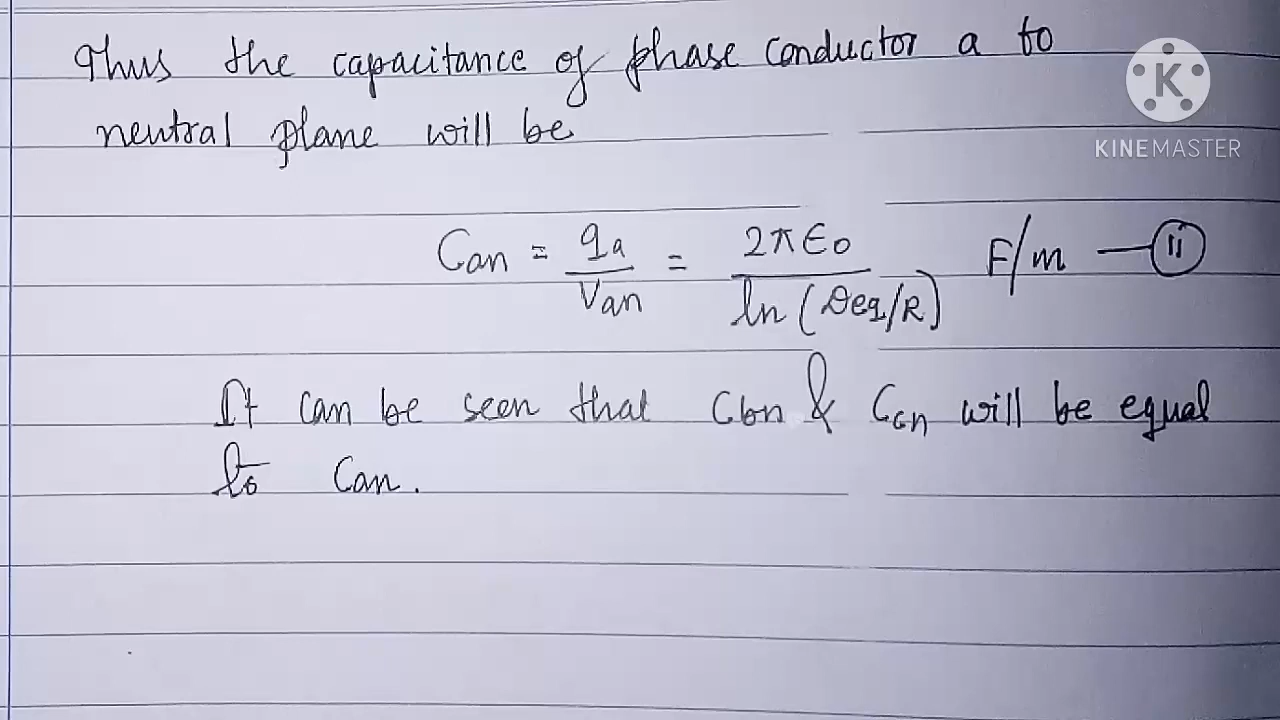 Thus the capacitance of phase conductor a to
neutral plane will be
K
KINEMASTER
Can = qa/Van = 2πϵ0/ln(Deq/R) F/m — 11
It can be seen that Cbn & Ccn will be equal
to Can.